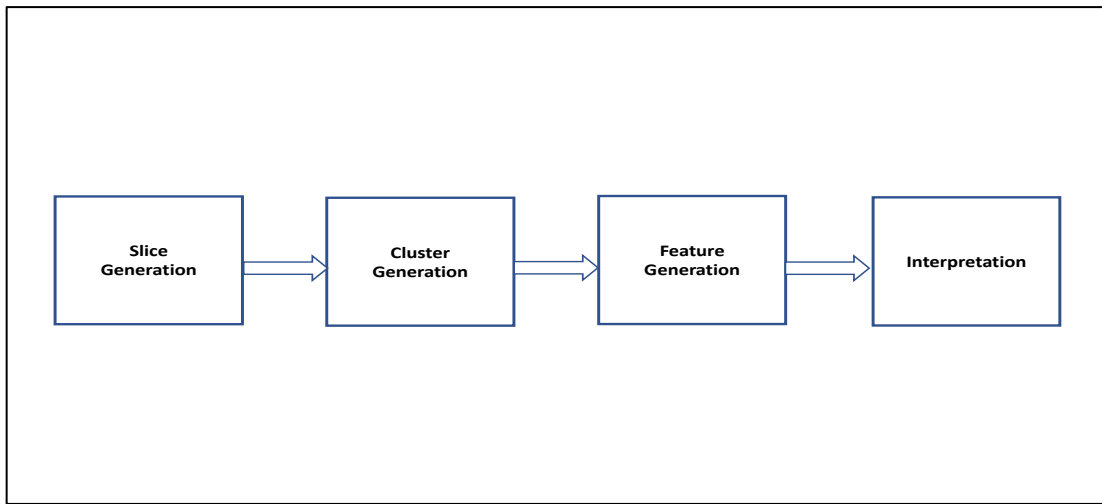 Slice
Generation
Cluster
Generation
Feature
Generation
Interpretation